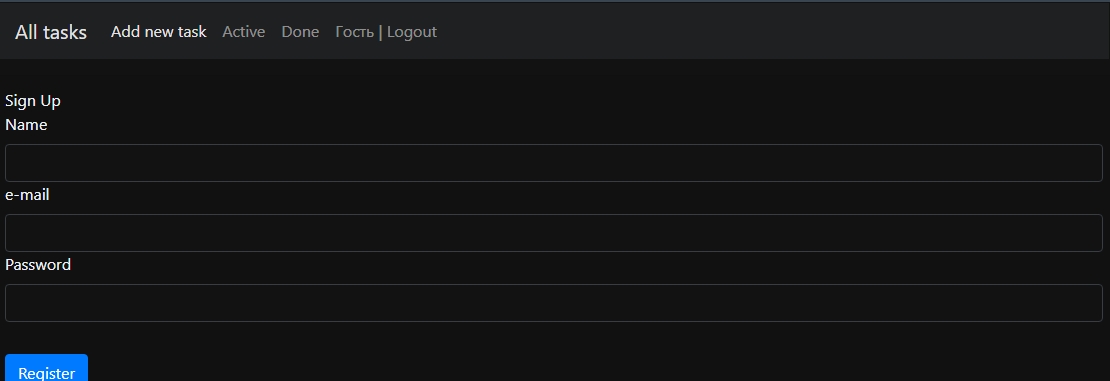 All tasks Add new task Active Done Гость | Logout
Sign Up
Name
e-mail
Password
Register